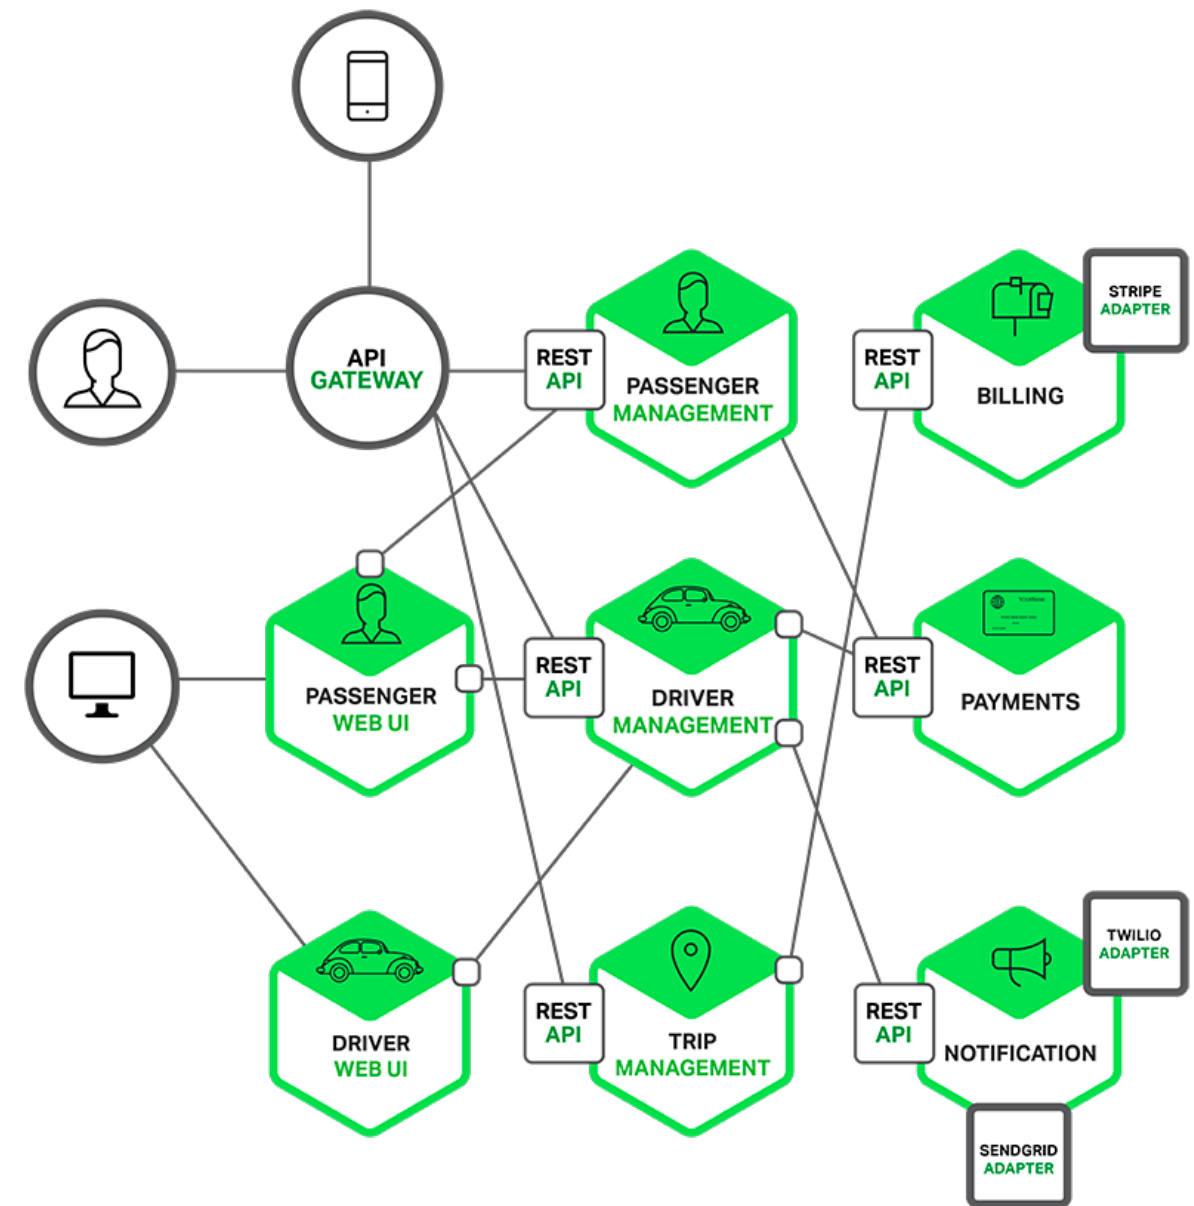 API
GATEWAY
REST
API
PASSENGER
MANAGEMENT
REST
API
BILLING
STRIPE
ADAPTER
PASSENGER
WEB UI
REST
API
DRIVER
MANAGEMENT
REST
API
PAYMENTS
DRIVER
WEB UI
REST
API
TRIP
MANAGEMENT
REST
API
NOTIFICATION
TWILIO
ADAPTER
SENDGRID
ADAPTER